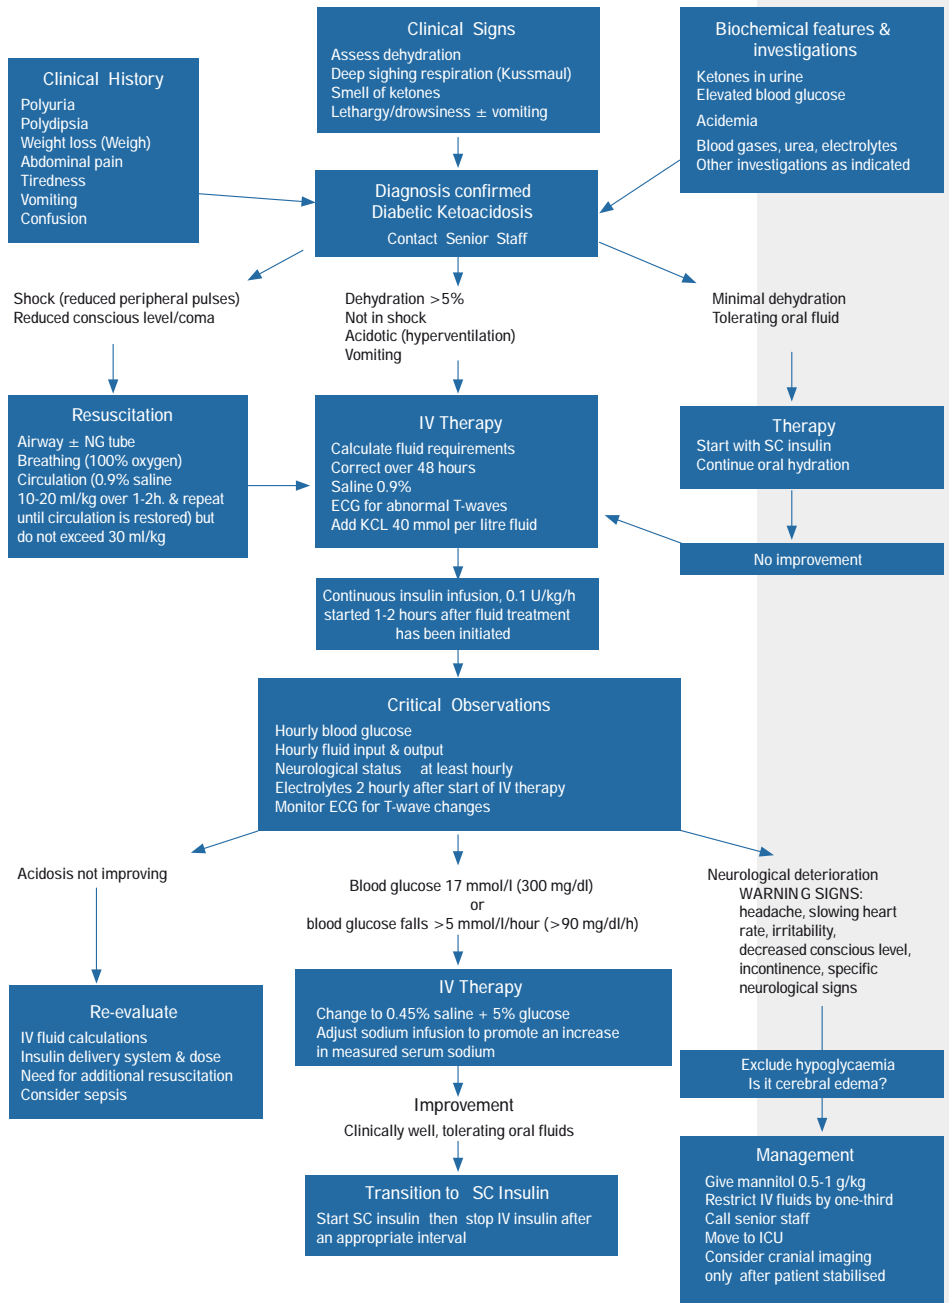 Clinical History
Polyuria
Polydipsia
Weight loss (Weigh)
Abdominal pain
Tiredness
Vomiting
Confusion
Clinical Signs
Assess dehydration
Deep sighing respiration (Kussmaul)
Smell of ketones
Lethargy/drowsiness ± vomiting
Biochemical features &
investigations
Ketones in urine
Elevated blood glucose
Acidemia
Blood gases, urea, electrolytes
Other investigations as indicated
Diagnosis confirmed
Diabetic Ketoacidosis
Contact Senior Staff
Shock (reduced peripheral pulses)
Reduced conscious level/coma
Dehydration >5%
Not in shock
Acidotic (hyperventilation)
Vomiting
Minimal dehydration
Tolerating oral fluid
Resuscitation
Airway ± NG tube
Breathing (100% oxygen)
Circulation (0.9% saline
10-20 ml/kg over 1-2h. & repeat
until circulation is restored) but
do not exceed 30 ml/kg
IV Therapy
Calculate fluid requirements
Correct over 48 hours
Saline 0.9%
ECG for abnormal T-waves
Add KCL 40 mmol per litre fluid
Therapy
Start with SC insulin
Continue oral hydration
No improvement
Continuous insulin infusion, 0.1 U/kg/h
started 1-2 hours after fluid treatment
has been initiated
Critical Observations
Hourly blood glucose
Hourly fluid input & output
Neurological status at least hourly
Electrolytes 2 hourly after start of IV therapy
Monitor ECG for T-wave changes
Acidosis not improving
Blood glucose 17 mmol/l (300 mg/dl)
or
blood glucose falls >5 mmol/l/hour (>90 mg/dl/h)
Neurological deterioration
WARNING SIGNS:
headache, slowing heart
rate, irritability,
decreased conscious level,
incontinence, specific
neurological signs
Re-evaluate
IV fluid calculations
Insulin delivery system & dose
Need for additional resuscitation
Consider sepsis
IV Therapy
Change to 0.45% saline + 5% glucose
Adjust sodium infusion to promote an increase
in measured serum sodium
Exclude hypoglycaemia
Is it cerebral edema?
Improvement
Clinically well, tolerating oral fluids
Transition to SC Insulin
Start SC insulin then stop IV insulin after
an appropriate interval
Management
Give mannitol 0.5-1 g/kg
Restrict IV fluids by one-third
Call senior staff
Move to ICU
Consider cranial imaging
only after patient stabilised